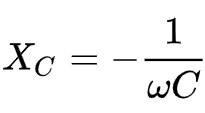 X_C = -\frac{1}{\omega C}